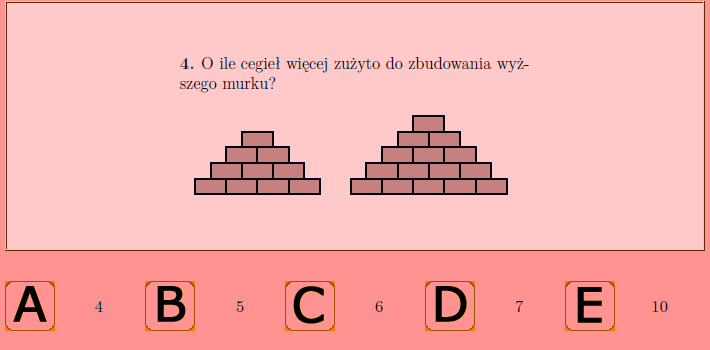 4. O ile cegieł więcej zużyto do zbudowania wyż-
szego murku?
A 4 B 5 C 6 D 7 E 10